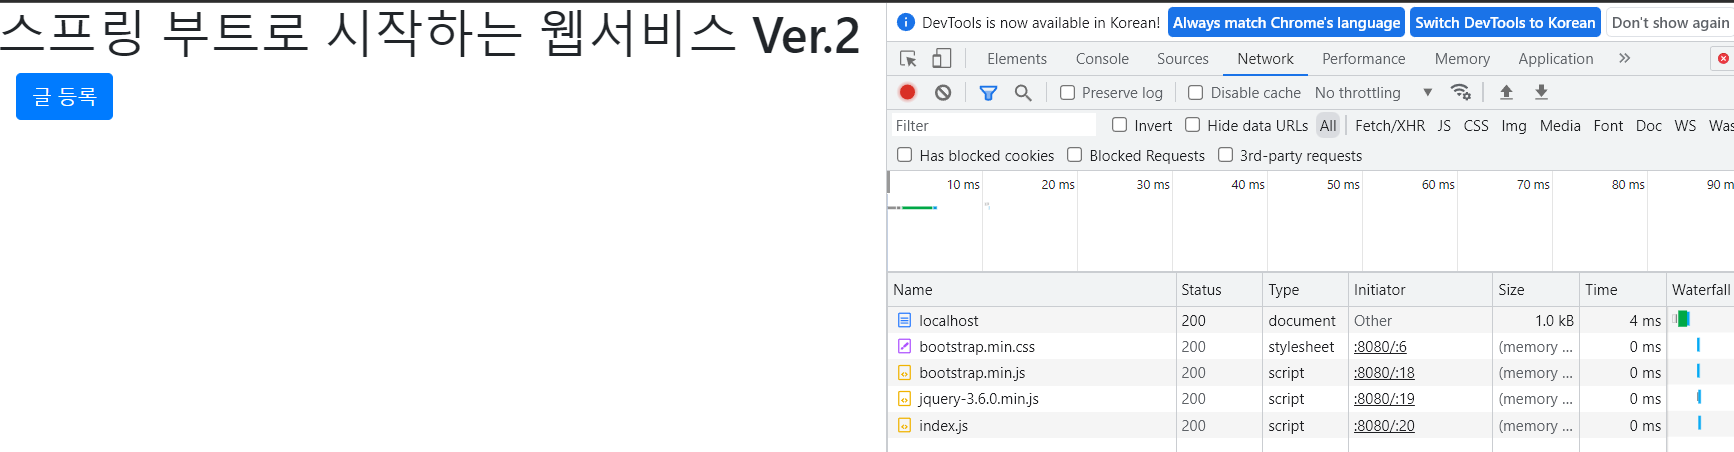 스프링 부트로 시작하는 웹서비스 Ver.2
글 등록
DevTools is now available in Korean! Always match Chrome's language Switch DevTools to Korean Don't show again
Elements Console Sources Network Performance Memory Application
Preserve log Disable cache No throttling
Filter Invert Hide data URLs All Fetch/XHR JS CSS Img Media Font Doc WS Was
Has blocked cookies Blocked Requests 3rd-party requests
10 ms 20 ms 30 ms 40 ms 50 ms 60 ms 70 ms 80 ms 90 m
Name Status Type Initiator Size Time Waterfall
localhost 200 document Other 1.0 kB 4 ms
bootstrap.min.css 200 stylesheet :8080/:6 (memory ... 0 ms
bootstrap.min.js 200 script :8080/:18 (memory ... 0 ms
jquery-3.6.0.min.js 200 script :8080/:19 (memory ... 0 ms
index.js 200 script :8080/:20 (memory ... 0 ms